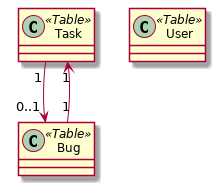 C «Table» Task
C «Table» User
1 1
0..1 1
C «Table» Bug